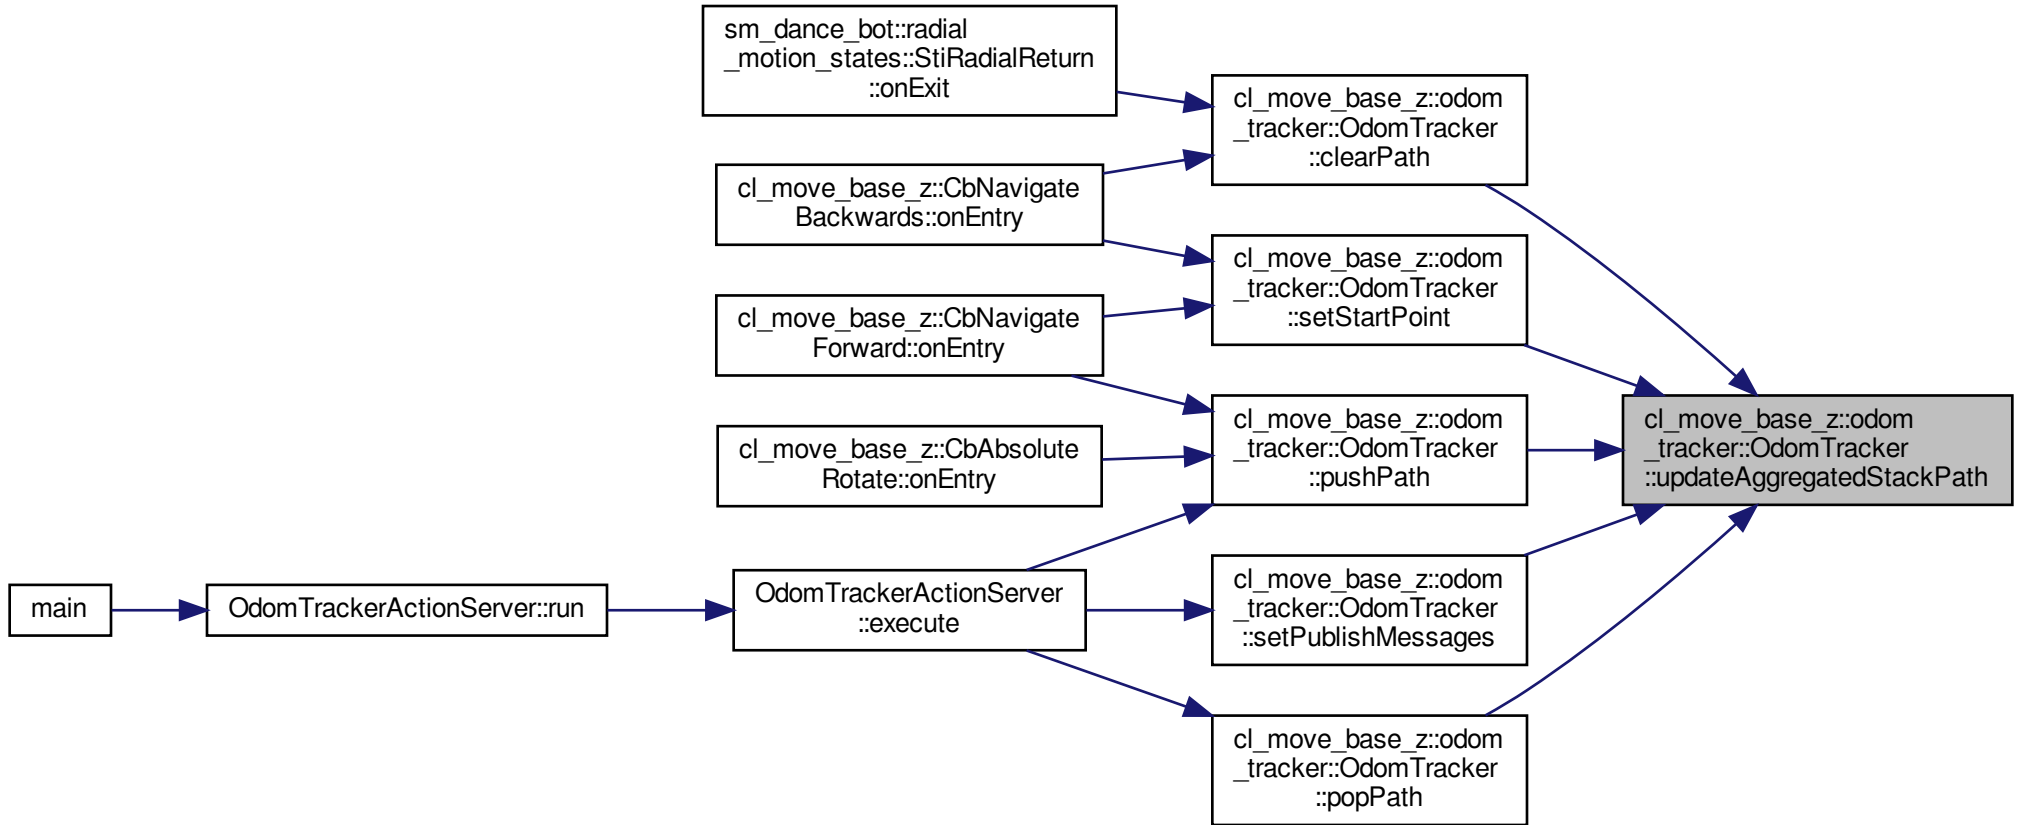 sm_dance_bot::radial
_motion_states::StiRadialReturn
::onExit
cl_move_base_z::CbNavigate
Backwards::onEntry
cl_move_base_z::CbNavigate
Forward::onEntry
cl_move_base_z::CbAbsolute
Rotate::onEntry
main
OdomTrackerActionServer::run
OdomTrackerActionServer
::execute
cl_move_base_z::odom
_tracker::OdomTracker
::clearPath
cl_move_base_z::odom
_tracker::OdomTracker
::setStartPoint
cl_move_base_z::odom
_tracker::OdomTracker
::pushPath
cl_move_base_z::odom
_tracker::OdomTracker
::setPublishMessages
cl_move_base_z::odom
_tracker::OdomTracker
::popPath
cl_move_base_z::odom
_tracker::OdomTracker
::updateAggregatedStackPath